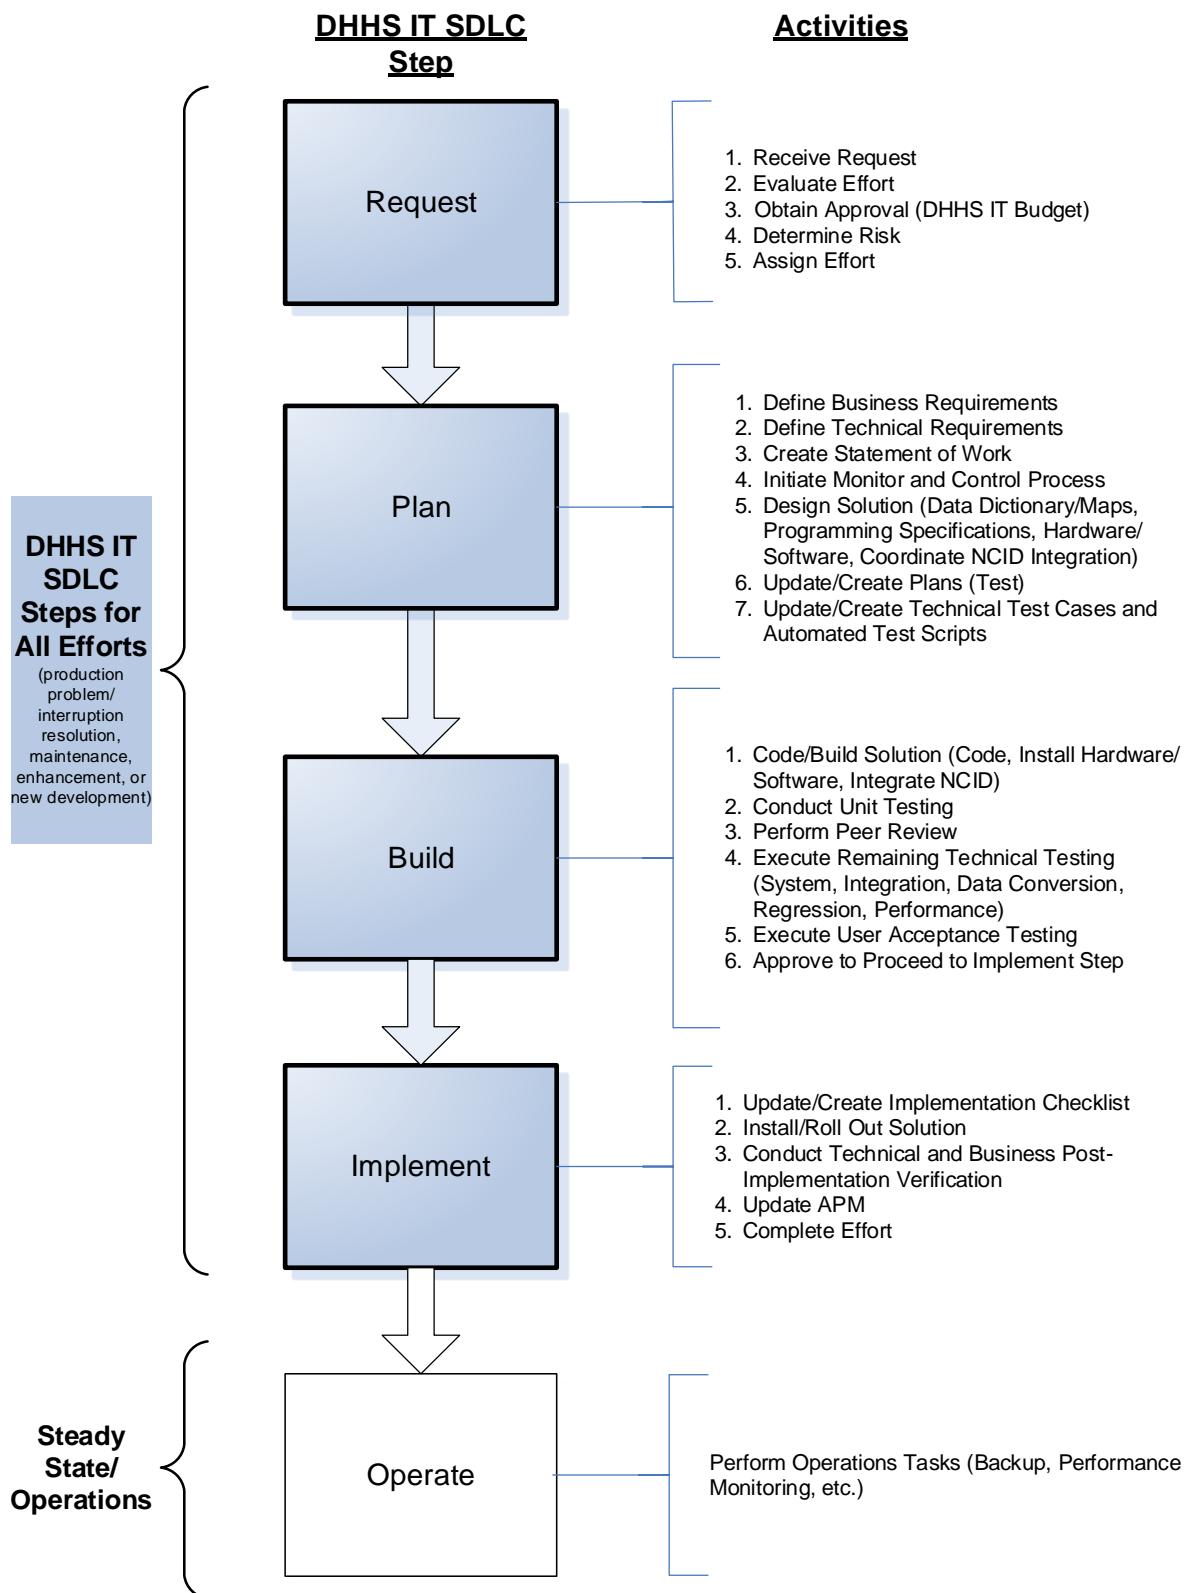 DHHS IT SDLC
Step
Activities
Request
1. Receive Request
2. Evaluate Effort
3. Obtain Approval (DHHS IT Budget)
4. Determine Risk
5. Assign Effort
Plan
1. Define Business Requirements
2. Define Technical Requirements
3. Create Statement of Work
4. Initiate Monitor and Control Process
5. Design Solution (Data Dictionary/Maps,
Programming Specifications, Hardware/
Software, Coordinate NCID Integration)
6. Update/Create Plans (Test)
7. Update/Create Technical Test Cases and
Automated Test Scripts
DHHS IT
SDLC
Steps for
All Efforts
(production
problem/
interruption
resolution,
maintenance,
enhancement, or
new development)
Build
1. Code/Build Solution (Code, Install Hardware/
Software, Integrate NCID)
2. Conduct Unit Testing
3. Perform Peer Review
4. Execute Remaining Technical Testing
(System, Integration, Data Conversion,
Regression, Performance)
5. Execute User Acceptance Testing
6. Approve to Proceed to Implement Step
Implement
1. Update/Create Implementation Checklist
2. Install/Roll Out Solution
3. Conduct Technical and Business Post-
Implementation Verification
4. Update APM
5. Complete Effort
Steady
State/
Operations
Operate
Perform Operations Tasks (Backup, Performance
Monitoring, etc.)